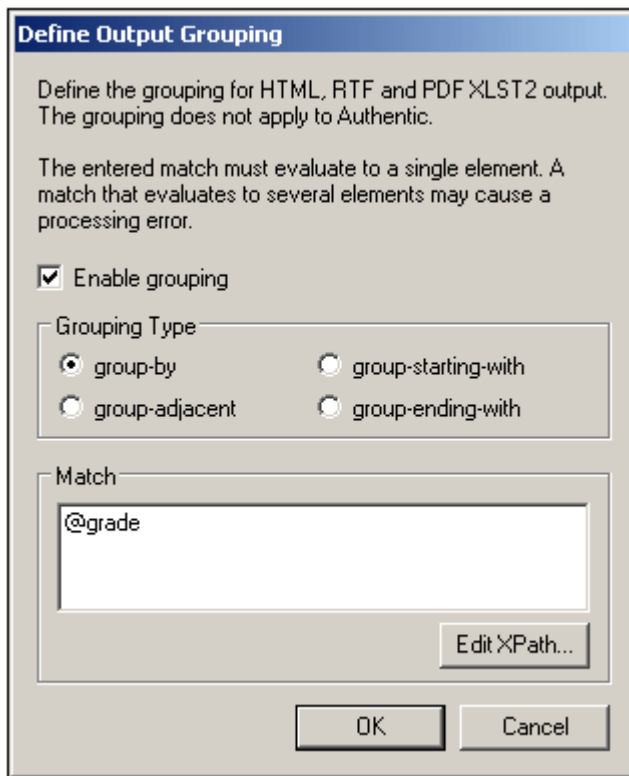 Define Output Grouping
Define the grouping for HTML, RTF and PDF XLST2 output.
The grouping does not apply to Authentic.
The entered match must evaluate to a single element. A
match that evaluates to several elements may cause a
processing error.
Enable grouping
Grouping Type
group-by
group-starting-with
group-adjacent
group-ending-with
Match
@grade
Edit XPath...
OK
Cancel